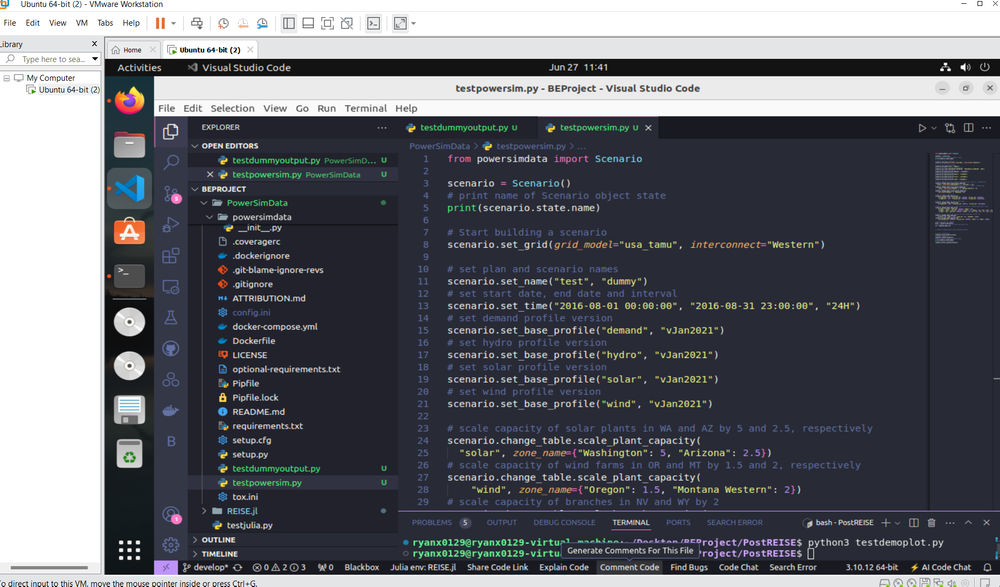 Ubuntu 64-bit (2) - VMware Workstation
File Edit View VM Tabs Help
Library
Type here to sea...
My Computer
Ubuntu 64-bit (2)
Home
Ubuntu 64-bit (2)
Activities
Visual Studio Code
Jun 27 11:41
testpowersim.py - BEProject - Visual Studio Code
File Edit Selection View Go Run Terminal Help
EXPLORER
OPEN EDITORS
testdummyoutput.py PowerSimD... U
testpowersim.py PowerSimData U
BEPROJECT
PowerSimData
powersimdata
__init__.py
.coveragerc
.dockerignore
.git-blame-ignore-revs
.gitignore
ATTRIBUTION.md
config.ini
docker-compose.yml
Dockerfile
LICENSE
optional-requirements.txt
Pipfile
Pipfile.lock
README.md
requirements.txt
setup.cfg
setup.py
testdummyoutput.py U
testpowersim.py U
tox.ini
REISE.jl
testjulia.py
OUTLINE
TIMELINE
5
B
1
testdummyoutput.py U
testpowersim.py U
PowerSimData > testpowersim.py > ...
1 from powersimdata import Scenario
2
3 scenario = Scenario()
4 # print name of Scenario object state
5 print(scenario.state.name)
6
7 # Start building a scenario
8 scenario.set_grid(grid_model="usa_tamu", interconnect="Western")
9
10 # set plan and scenario names
11 scenario.set_name("test", "dummy")
12 # set start date, end date and interval
13 scenario.set_time("2016-08-01 00:00:00", "2016-08-31 23:00:00", "24H")
14 # set demand profile version
15 scenario.set_base_profile("demand", "vJan2021")
16 # set hydro profile version
17 scenario.set_base_profile("hydro", "vJan2021")
18 # set solar profile version
19 scenario.set_base_profile("solar", "vJan2021")
20 # set wind profile version
21 scenario.set_base_profile("wind", "vJan2021")
22
23 # scale capacity of solar plants in WA and AZ by 5 and 2.5, respectively
24 scenario.change_table.scale_plant_capacity(
25 "solar", zone_name={"Washington": 5, "Arizona": 2.5})
26 # scale capacity of wind farms in OR and MT by 1.5 and 2, respectively
27 scenario.change_table.scale_plant_capacity(
28 "wind", zone_name={"Oregon": 1.5, "Montana Western": 2})
29 # scale capacity of branches in NV and WY by 2
PROBLEMS 5 OUTPUT DEBUG CONSOLE TERMINAL PORTS SEARCH ERROR
bash - PostREISE
ryanx0129@ryanx0129-virtual-machine:~/Desktop/BEProject/PostREISE$ python3 testdemoplot.py
ryanx0129@ryanx0129-virt roject/PostREISE$
Generate Comments For This File
develop* 0 2 3 0 Blackbox Julia env: REISE.jl Share Code Link Explain Code Comment Code Find Bugs Code Chat Search Error 3.10.12 64-bit AI Code Chat
To direct input to this VM, move the mouse pointer inside or press Ctrl+G.